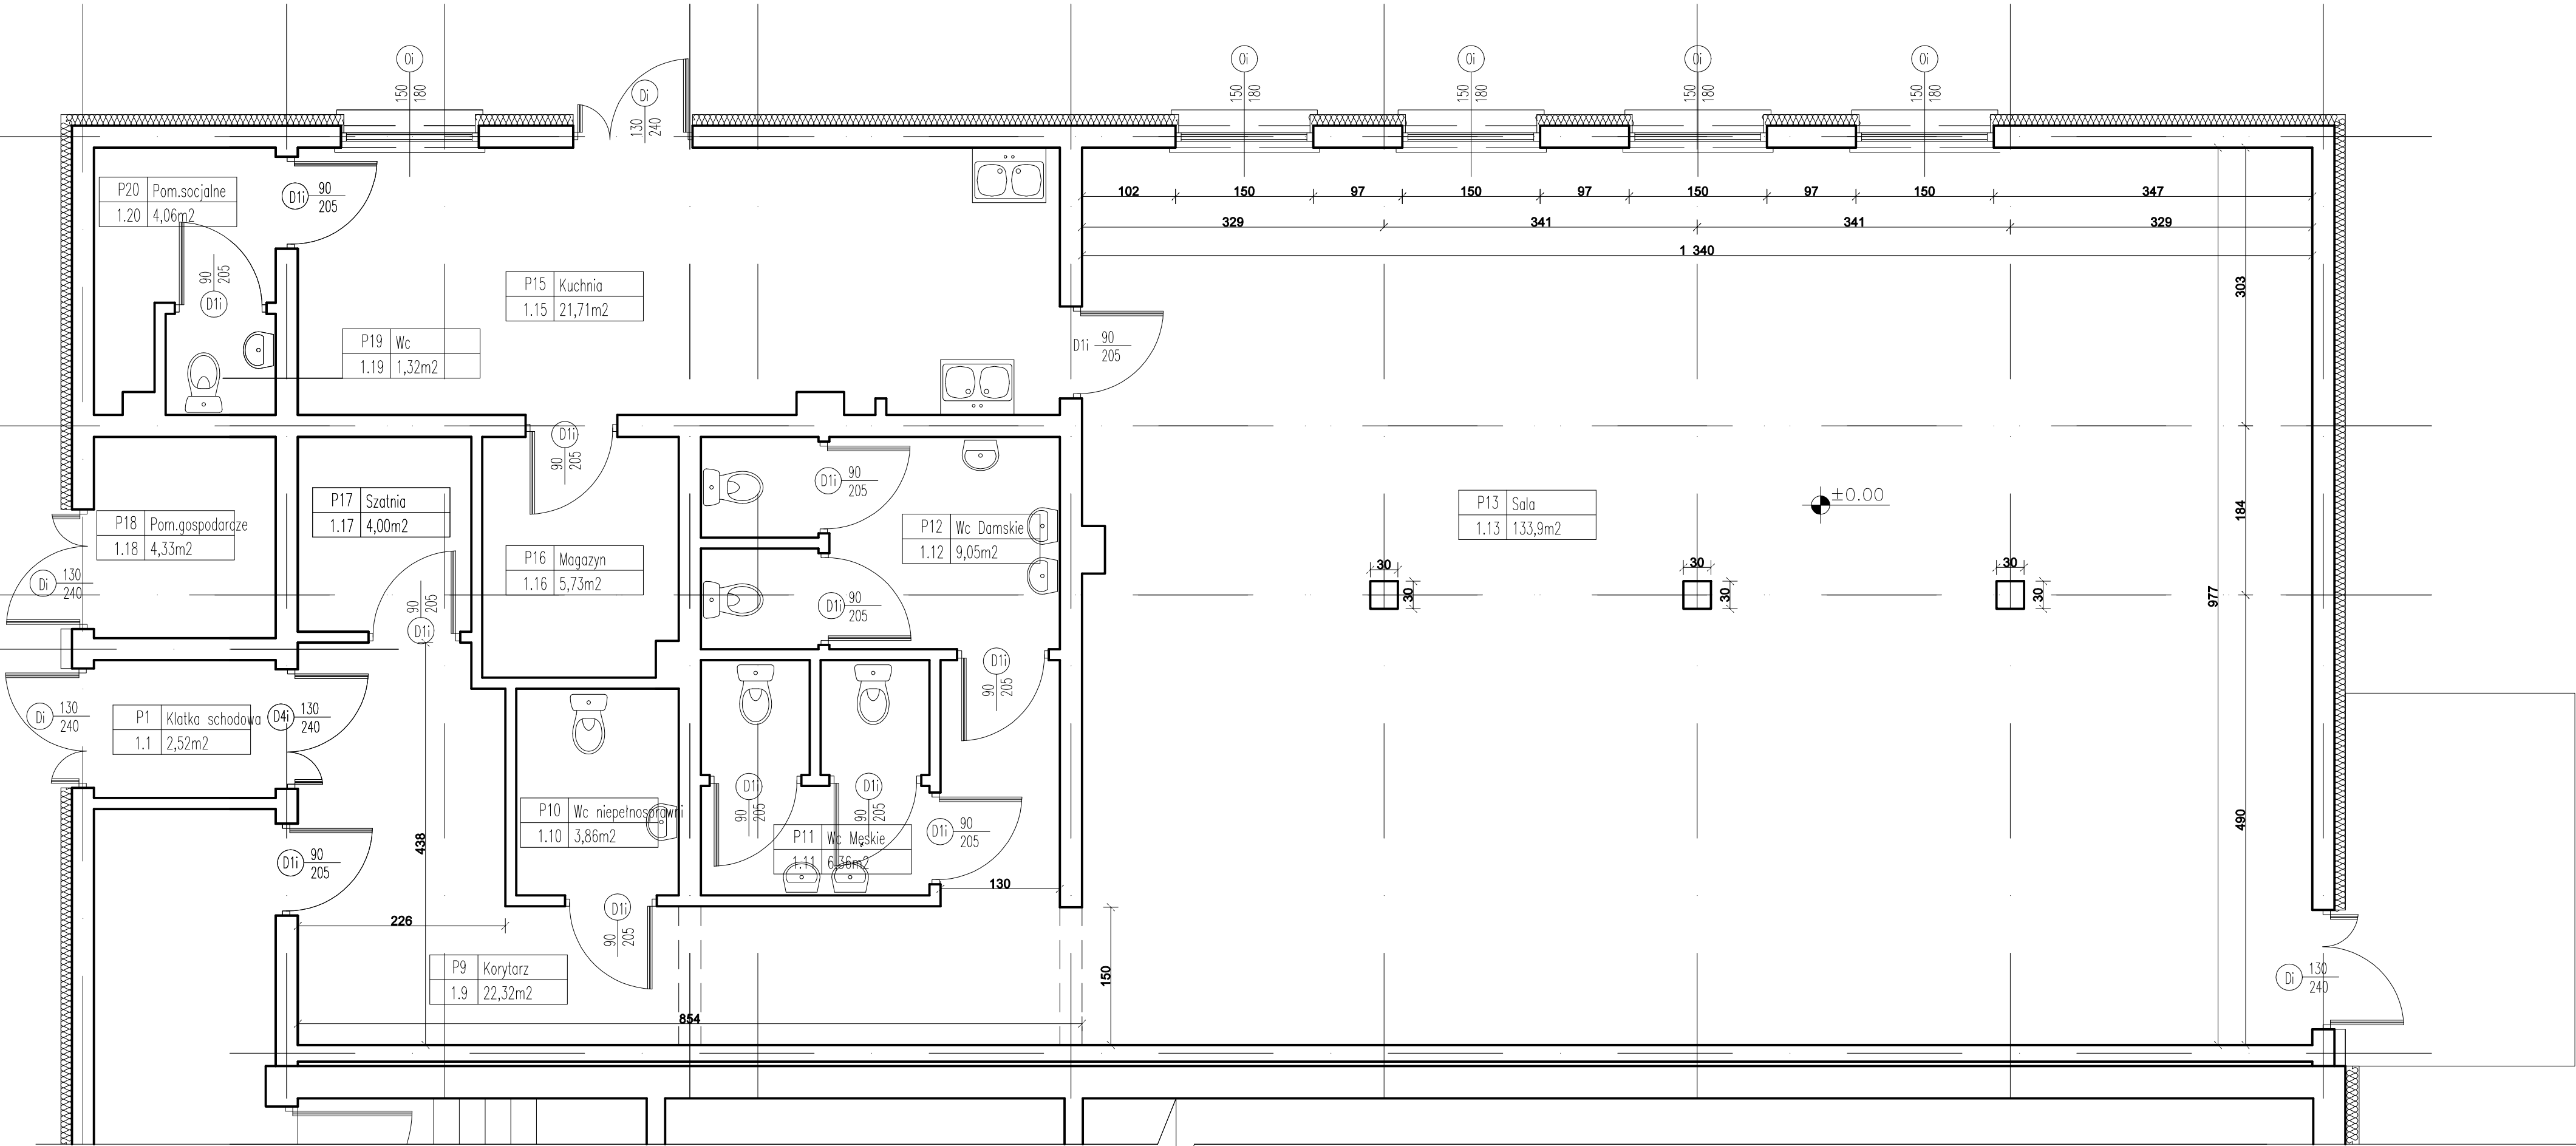 Oi
150
180
Di
130
240
Oi
150
180
Oi
150
180
Oi
150
180
Oi
150
180
P20 Pom.socjalne
1.20 4,06m2
D1i 90
205
90
205
D1i
P15 Kuchnia
1.15 21,71m2
P19 Wc
1.19 1,32m2
102 150 97 150 97 150 97 150 347
329 341 341 329
1 340
303
D1i 90
205
D1i
90
205
P17 Szatnia
1.17 4,00m2
P18 Pom.gospodarcze
1.18 4,33m2
Di 130
240
P16 Magazyn
1.16 5,73m2
90
205
D1i
D1i 90
205
P12 Wc Damskie
1.12 9,05m2
D1i 90
205
P13 Sala
1.13 133,9m2
±0.00
184
30
30
30
30
30
30
977
Di 130
240
P1 Klatka schodowa
1.1 2,52m2
D4i 130
240
D1i
90
205
D1i
90
205
D1i
90
205
P10 Wc niepełnosprawni
1.10 3,86m2
P11 Wc Męskie
1.11 6,36m2
D1i 90
205
D1i 90
205
438
490
130
226
D1i
90
205
P9 Korytarz
1.9 22,32m2
150
854
Di 130
240